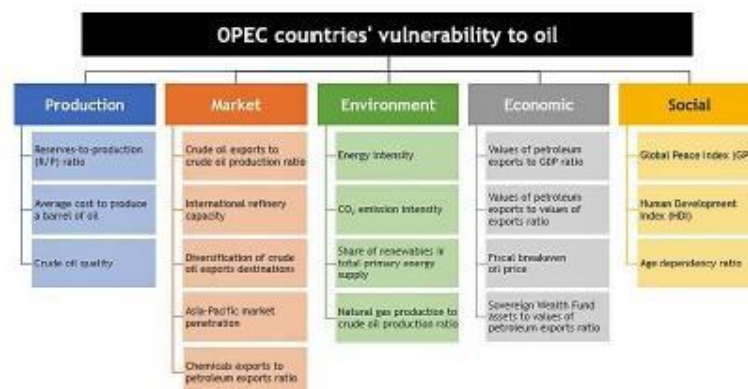 OPEC countries' vulnerability to oil
Production
Reserves-to-production
(R/P) ratio
Average cost to produce
a barrel of oil
Crude oil quality
Market
Crude oil exports to
crude oil production ratio
International refinery
capacity
Diversification of crude
oil exports destinations
Asia-Pacific market
penetration
Chemicals exports to
petroleum exports ratio
Environment
Energy intensity
CO₂ emission intensity
Share of renewables in
total primary energy
supply
Natural gas production to
crude oil production ratio
Economic
Values of petroleum
exports to GDP ratio
Values of petroleum
exports to values of
exports ratio
Fiscal breakeven
oil price
Sovereign Wealth Fund
assets to values of
petroleum exports ratio
Social
Global Peace Index (GP
Human Development
Index (HDI)
Age dependency ratio